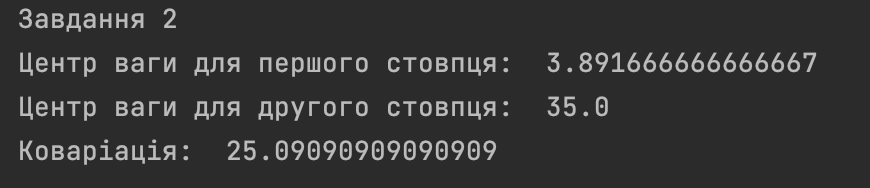 Завдання 2
Центр ваги для першого стовпця:  3.891666666666667
Центр ваги для другого стовпця:  35.0
Коваріація:  25.09090909090909